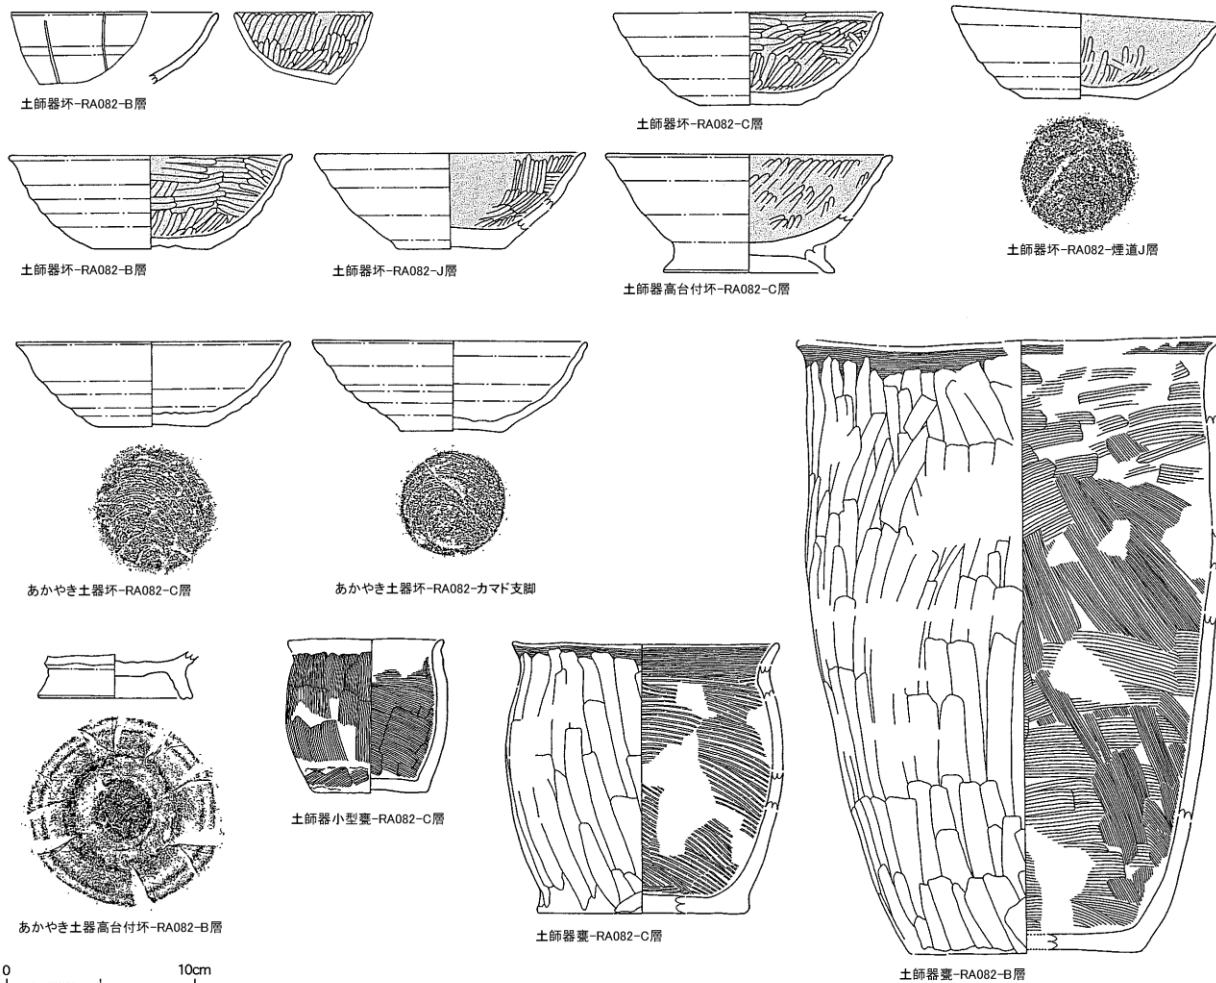 土師器坏-RA082-B層
土師器坏-RA082-C層
土師器坏-RA082-B層
土師器坏-RA082-J層
土師器高台付坏-RA082-C層
土師器坏-RA082-煙道J層
あかやき土器坏-RA082-C層
あかやき土器坏-RA082-カマド支脚
あかやき土器高台付坏-RA082-B層
土師器小型甕-RA082-C層
土師器甕-RA082-C層
土師器甕-RA082-B層
0 10cm